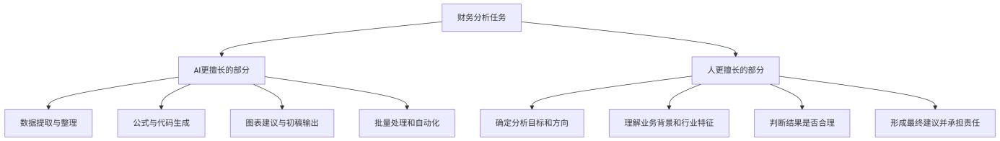 财务分析任务
AI更擅长的部分
人更擅长的部分
数据提取与整理
公式与代码生成
图表建议与初稿输出
批量处理和自动化
确定分析目标和方向
理解业务背景和行业特征
判断结果是否合理
形成最终建议并承担责任